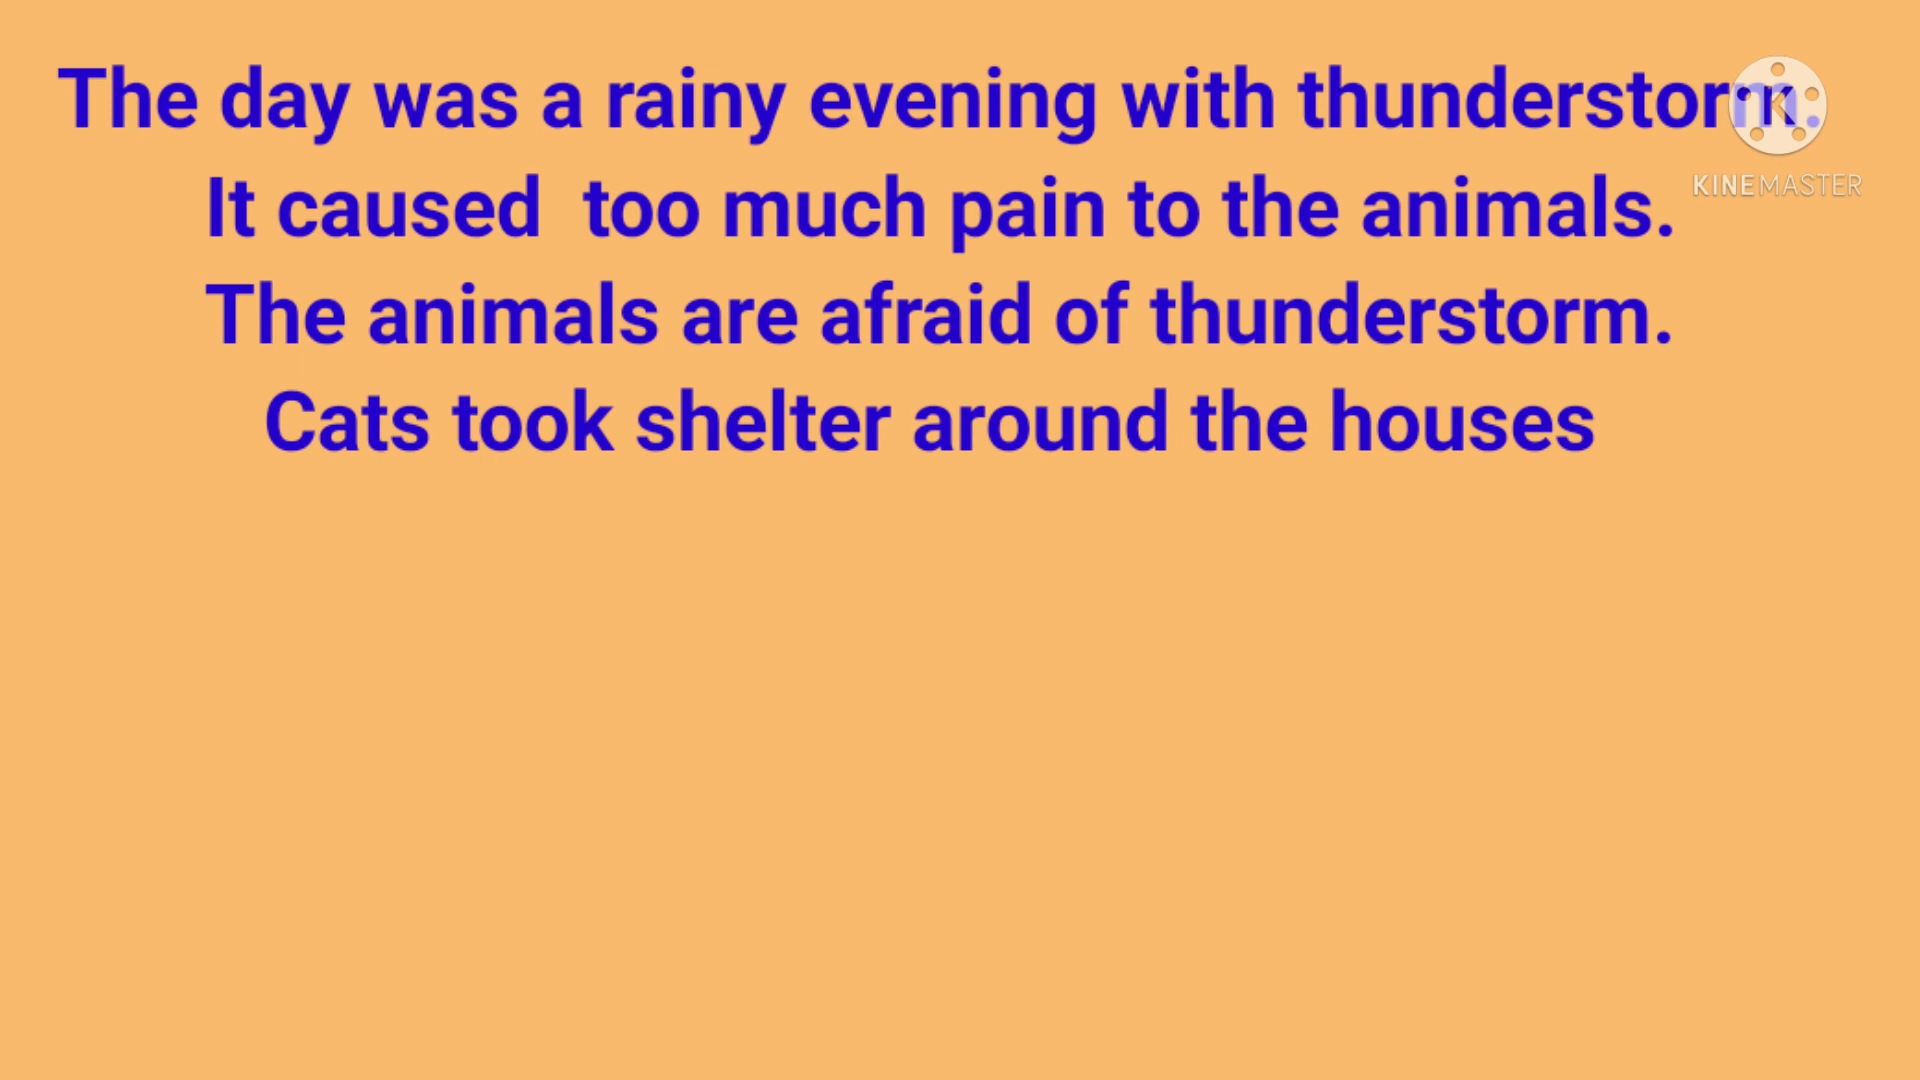 The day was a rainy evening with thunderstorm.
It caused  too much pain to the animals.
The animals are afraid of thunderstorm.
Cats took shelter around the houses
K
KINEMASTER